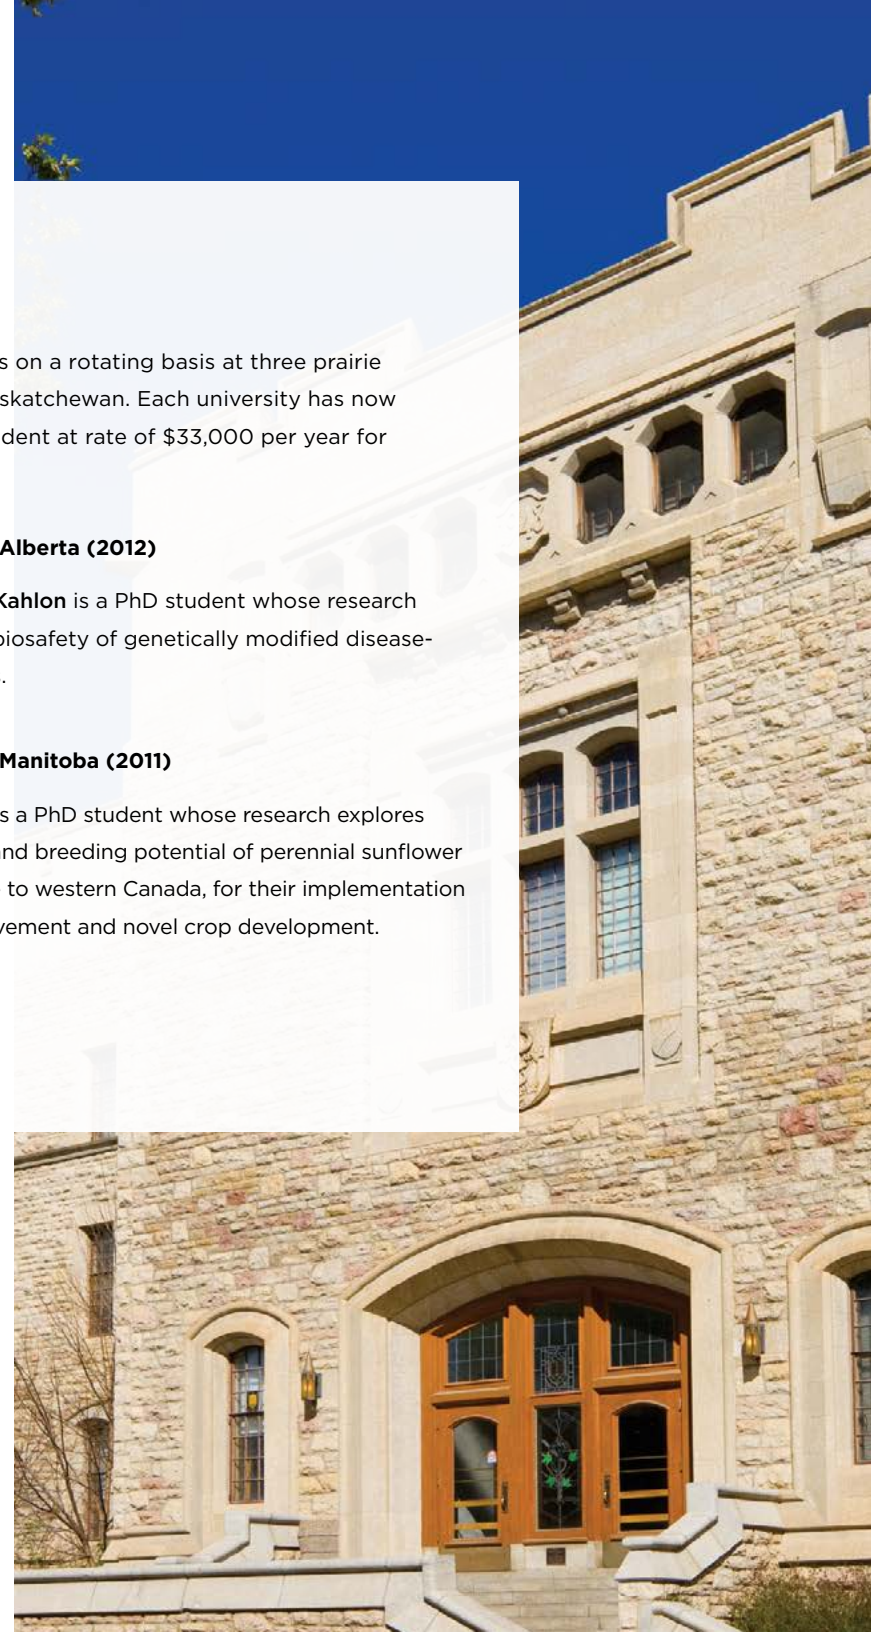 s on a rotating basis at three prairie
skatchewan. Each university has now
dent at rate of $33,000 per year for
Alberta (2012)
Kahlon is a PhD student whose research
biosafety of genetically modified disease-
.
Manitoba (2011)
s a PhD student whose research explores
and breeding potential of perennial sunflower
to western Canada, for their implementation
vement and novel crop development.